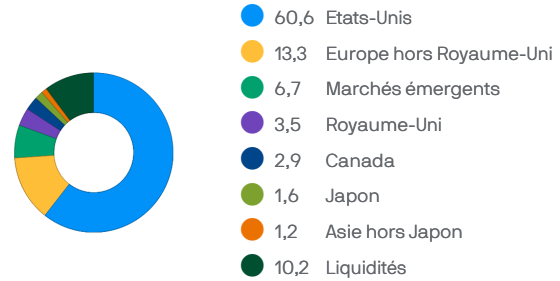 60,6 Etats-Unis
13,3 Europe hors Royaume-Uni
6,7 Marchés émergents
3,5 Royaume-Uni
2,9 Canada
1,6 Japon
1,2 Asie hors Japon
10,2 Liquidités